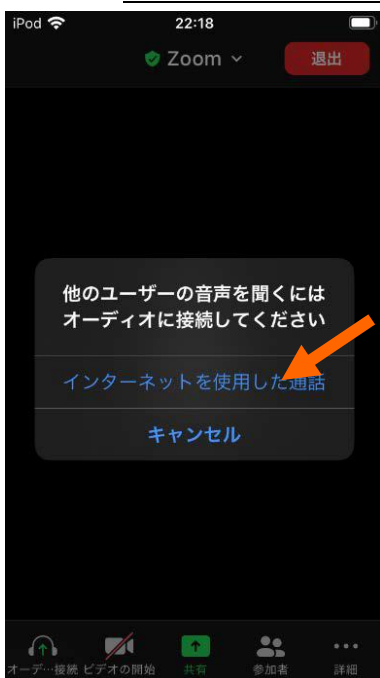 iPod 22:18
Zoom 退出
他のユーザーの音声を聞くには
オーディオに接続してください
インターネットを使用した通話
キャンセル
オーデ…接続 ビデオの開始 共有 参加者 詳細